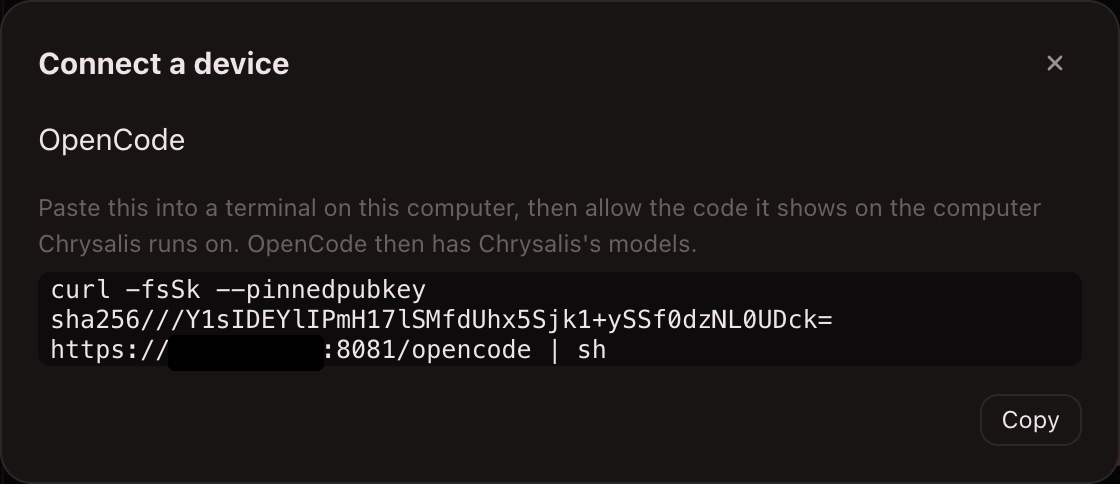 Connect a device
OpenCode
Paste this into a terminal on this computer, then allow the code it shows on the computer
Chrysalis runs on. OpenCode then has Chrysalis's models.
curl -fsSk --pinnedpubkey
sha256///Y1sIDEYlIPmH17lSMfdUhx5Sjk1+ySSf0dzNL0UDck=
https:// :8081/opencode | sh
Copy